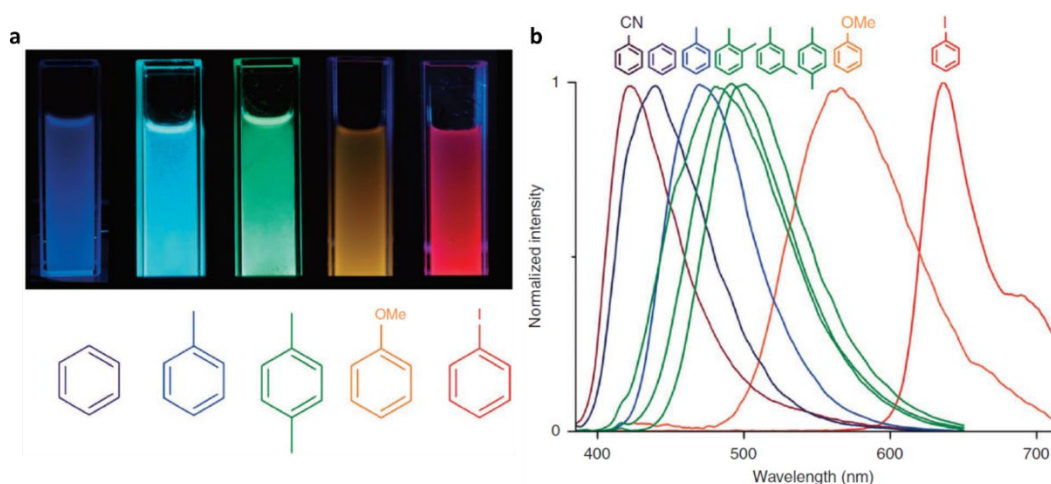 a
OMe
I
b
CN
OMe
I
1
Normalized intensity
0
400
500
600
700
Wavelength (nm)